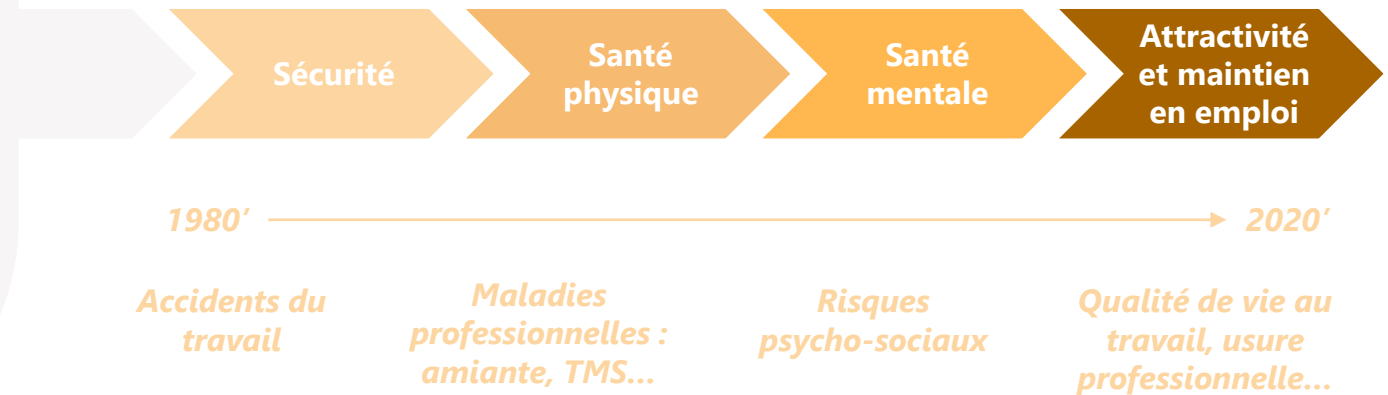 Sécurité
Santé
physique
Santé
mentale
Attractivité
et maintien
en emploi
1980’
2020’
Accidents du
travail
Maladies
professionnelles :
amiante, TMS…
Risques
psycho-sociaux
Qualité de vie au
travail, usure
professionnelle…